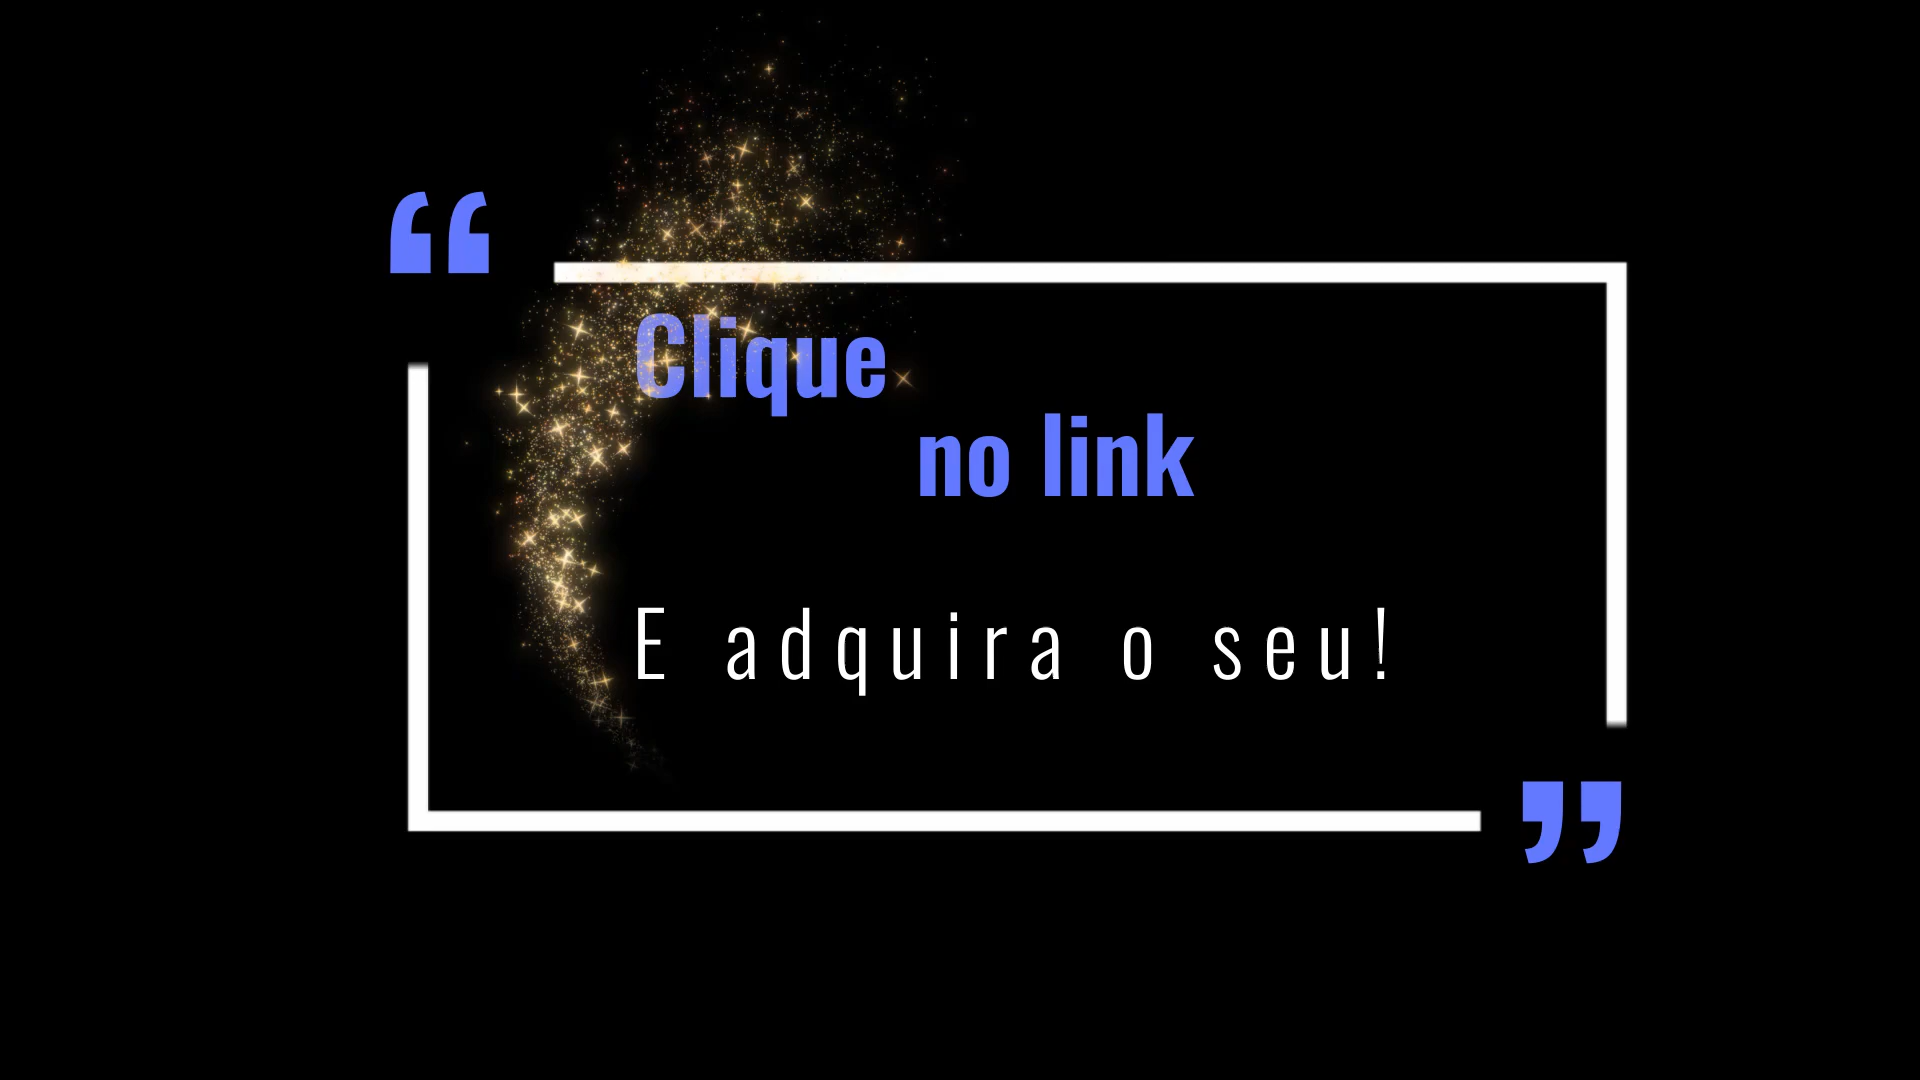 “
Clique
no link
E adquira o seu!
”